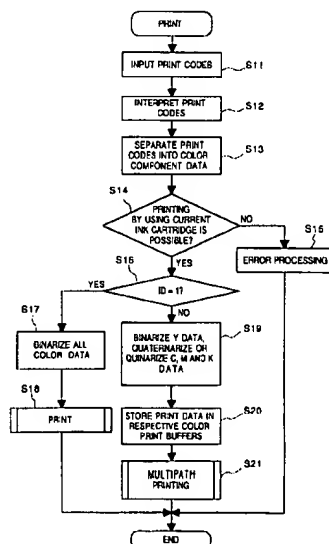 PRINT
INPUT PRINT CODES
S11
INTERPRET PRINT
CODES
S12
SEPARATE PRINT
CODES INTO COLOR
COMPONENT DATA
S13
S14
PRINTING
BY USING CURRENT
INK CARTRIDGE IS
POSSIBLE?
NO
S15
ERROR PROCESSING
YES
S16
ID = 1?
YES
NO
S17
BINARIZE ALL
COLOR DATA
S18
PRINT
S19
BINARIZE Y DATA,
QUATERNARIZE OR
QUINARIZE C, M AND K
DATA
S20
STORE PRINT DATA IN
RESPECTIVE COLOR
PRINT BUFFERS
S21
MULTIPATH
PRINTING
END